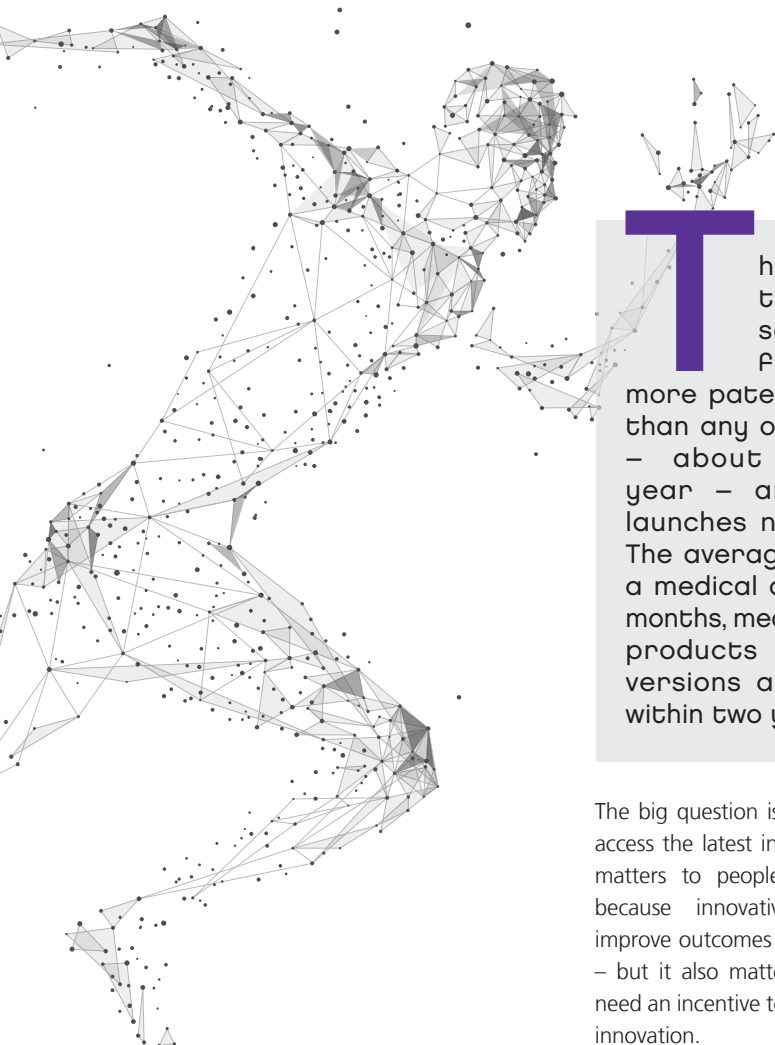 Th
t
s
f
more pate
than any o
– about
year – a
launches n
The averag
a medical
months, me
products
versions a
within two
The big question is
access the latest in
matters to people
because innovativ
improve outcomes
– but it also matte
need an incentive to
innovation.